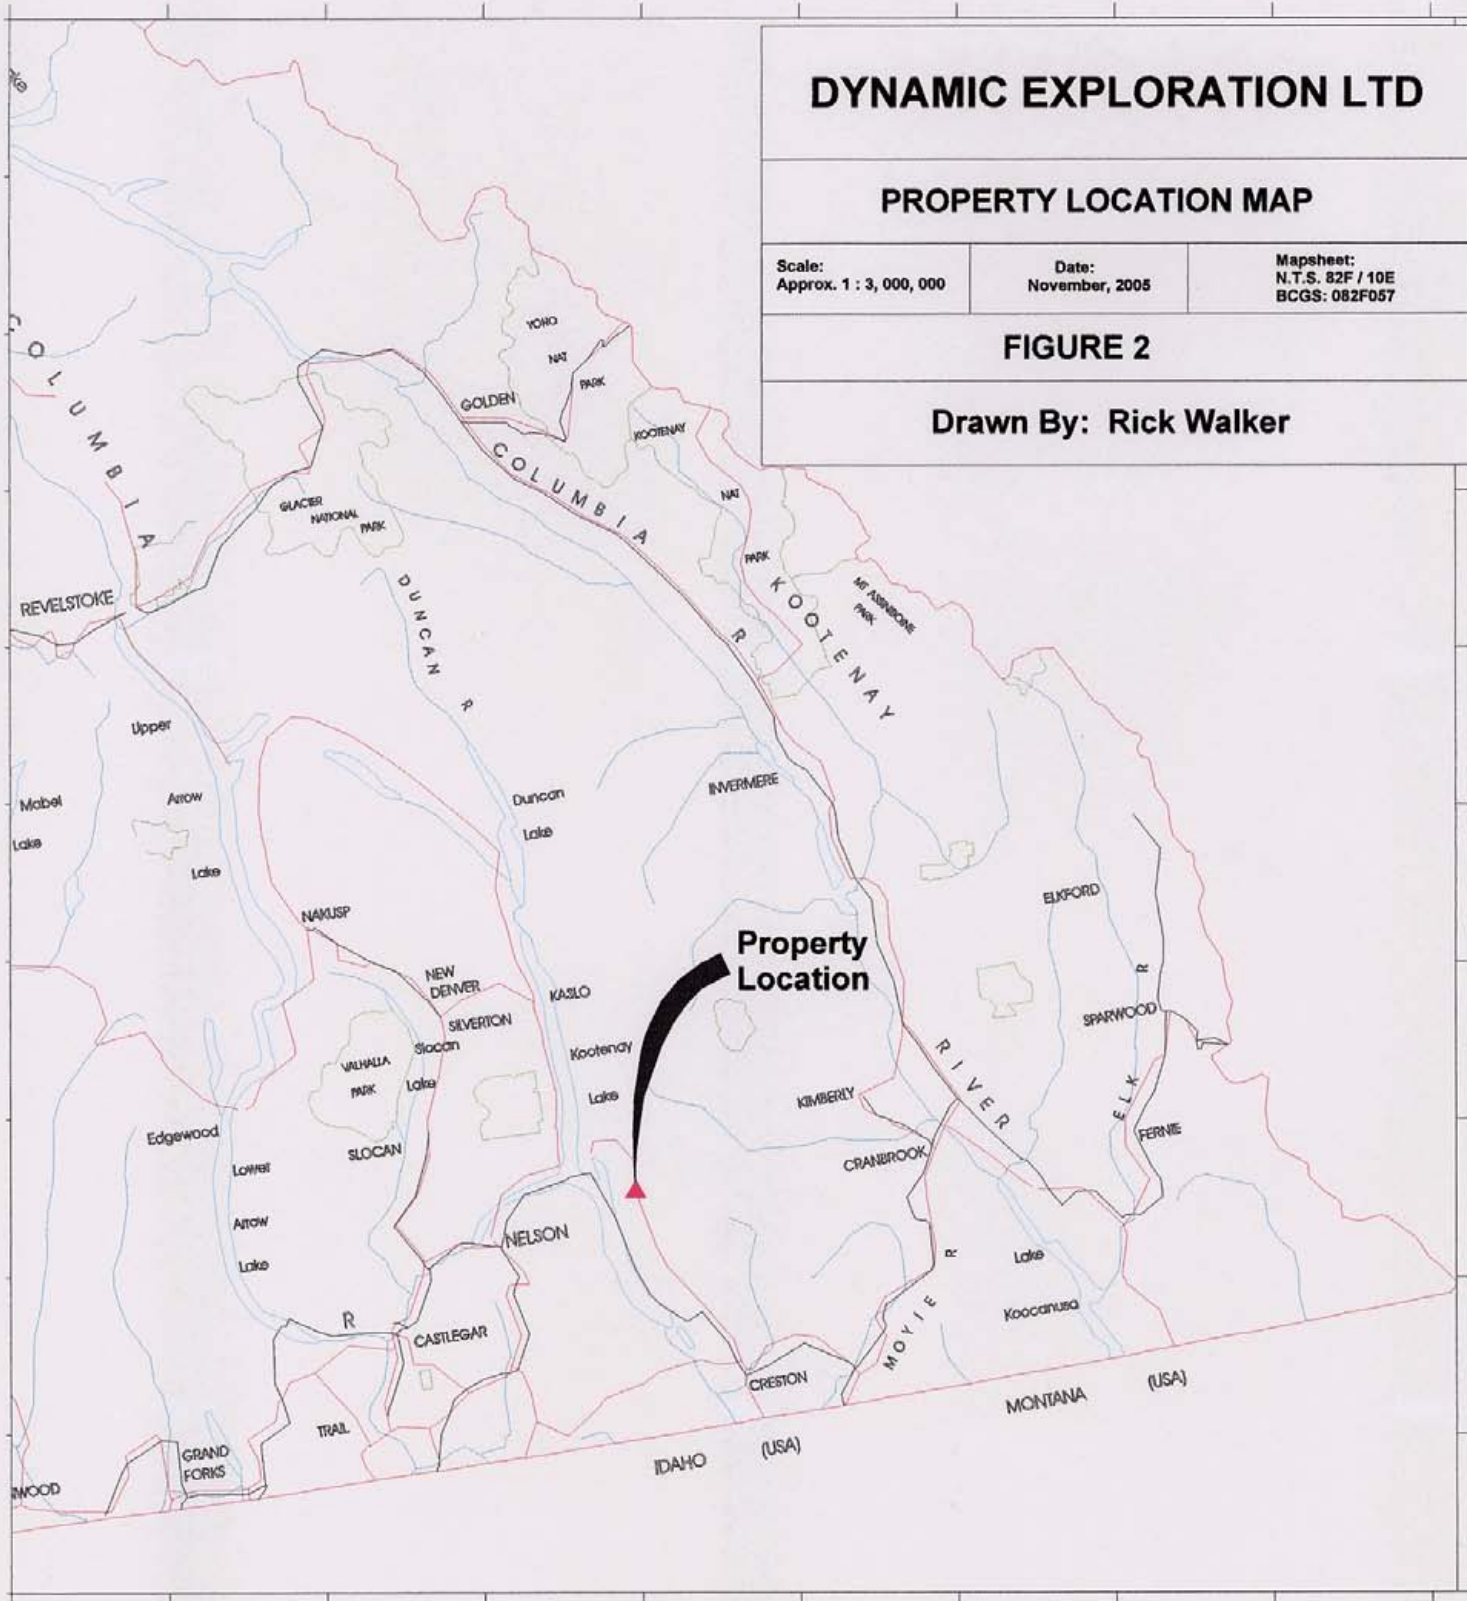 DYNAMIC EXPLORATION LTD
PROPERTY LOCATION MAP
Scale:
Approx. 1 : 3, 000, 000
Date:
November, 2005
Mapsheet:
N.T.S. 82F / 10E
BCGS: 082F057
FIGURE 2
Drawn By: Rick Walker
YOHO
NAT
PARK
GOLDEN
KOOTENAY
NAT
PARK
COLUMBIA
COLUMBIA
R
GLACIER
NATIONAL
PARK
DUNCAN R
KOOTENAY
MT ASSINIBOINE
PARK
REVELSTOKE
Upper
Arrow
Lake
Mabel
Lake
Duncan
Lake
INVERMERE
NAKUSP
ELKFORD
Property
Location
NEW
DENVER
SILVERTON
KASLO
Slocan
Lake
Kootenay
Lake
VALHALLA
PARK
SPARWOOD
RIVER
ELK R
KIMBERLY
Edgewood
SLOCAN
CRANBROOK
FERNIE
Lower
Arrow
Lake
NELSON
Lake
Koocanusa
MOYIE R
R
CASTLEGAR
CRESTON
MONTANA (USA)
TRAIL
IDAHO (USA)
GRAND
FORKS
WOOD